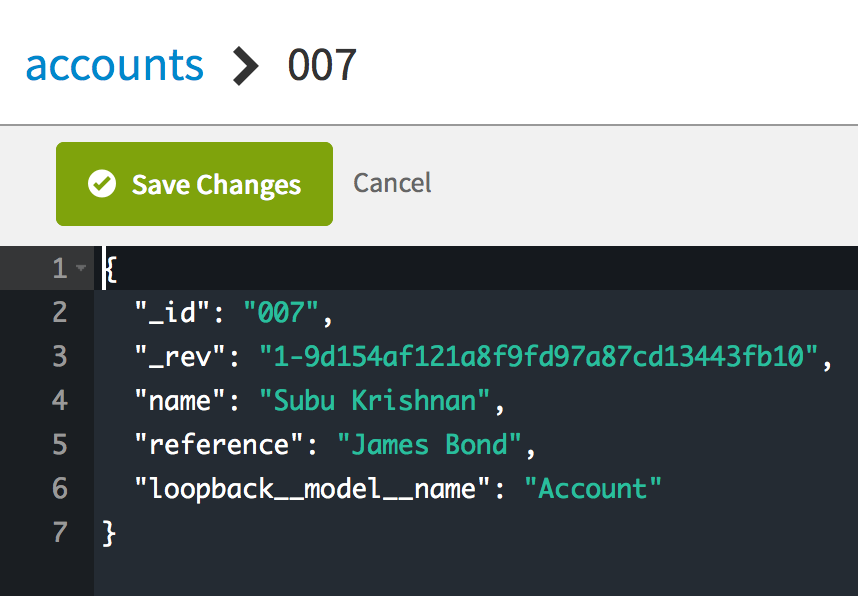 accounts > 007
Save Changes Cancel
1 {
2 "_id": "007",
3 "_rev": "1-9d154af121a8f9fd97a87cd13443fb10",
4 "name": "Subu Krishnan",
5 "reference": "James Bond",
6 "loopback__model__name": "Account"
7 }